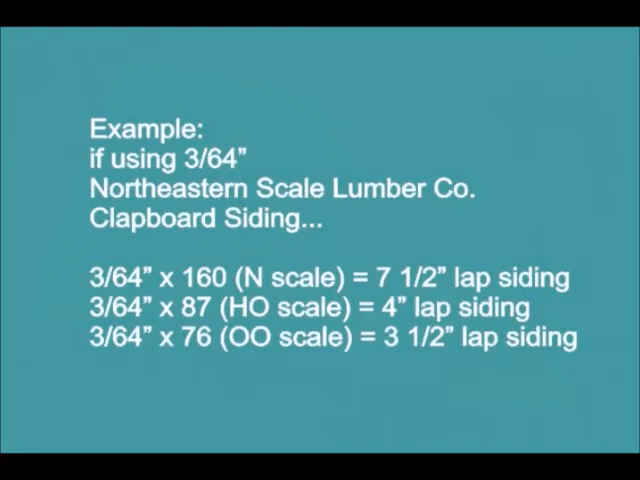 Example:
if using 3/64”
Northeastern Scale Lumber Co.
Clapboard Siding...
3/64” x 160 (N scale) = 7 1/2” lap siding
3/64” x 87 (HO scale) = 4” lap siding
3/64” x 76 (OO scale) = 3 1/2” lap siding